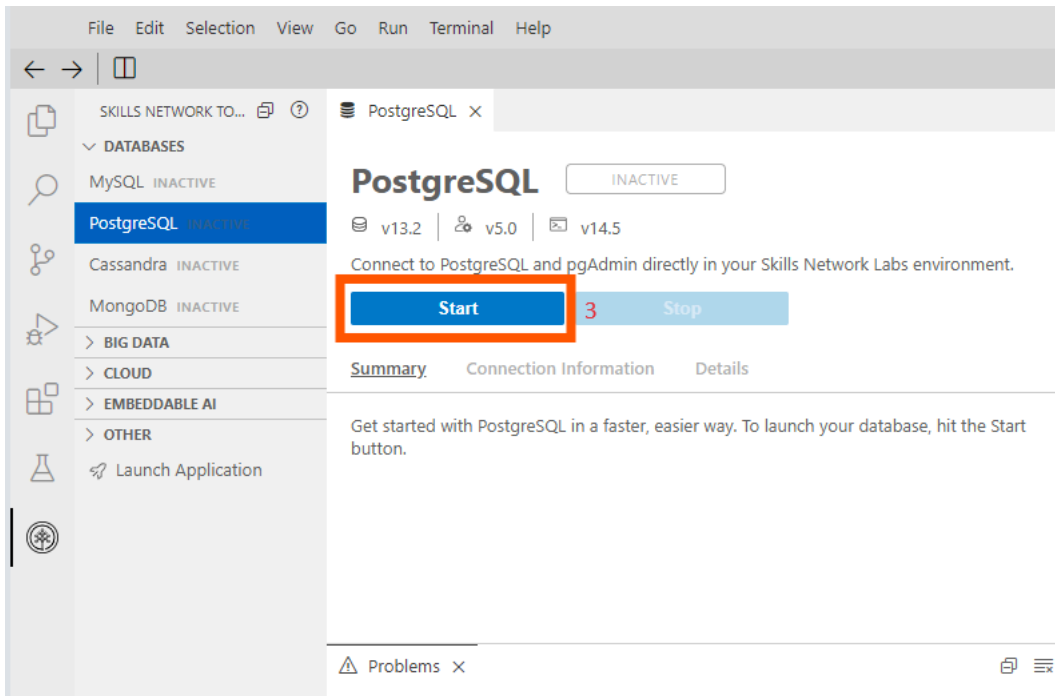 File Edit Selection View Go Run Terminal Help
SKILLS NETWORK TO...
DATABASES
MySQL INACTIVE
PostgreSQL INACTIVE
Cassandra INACTIVE
MongoDB INACTIVE
BIG DATA
CLOUD
EMBEDDABLE AI
OTHER
Launch Application
PostgreSQL
PostgreSQL INACTIVE
v13.2 v5.0 v14.5
Connect to PostgreSQL and pgAdmin directly in your Skills Network Labs environment.
Start 3 Stop
Summary Connection Information Details
Get started with PostgreSQL in a faster, easier way. To launch your database, hit the Start
button.
Problems